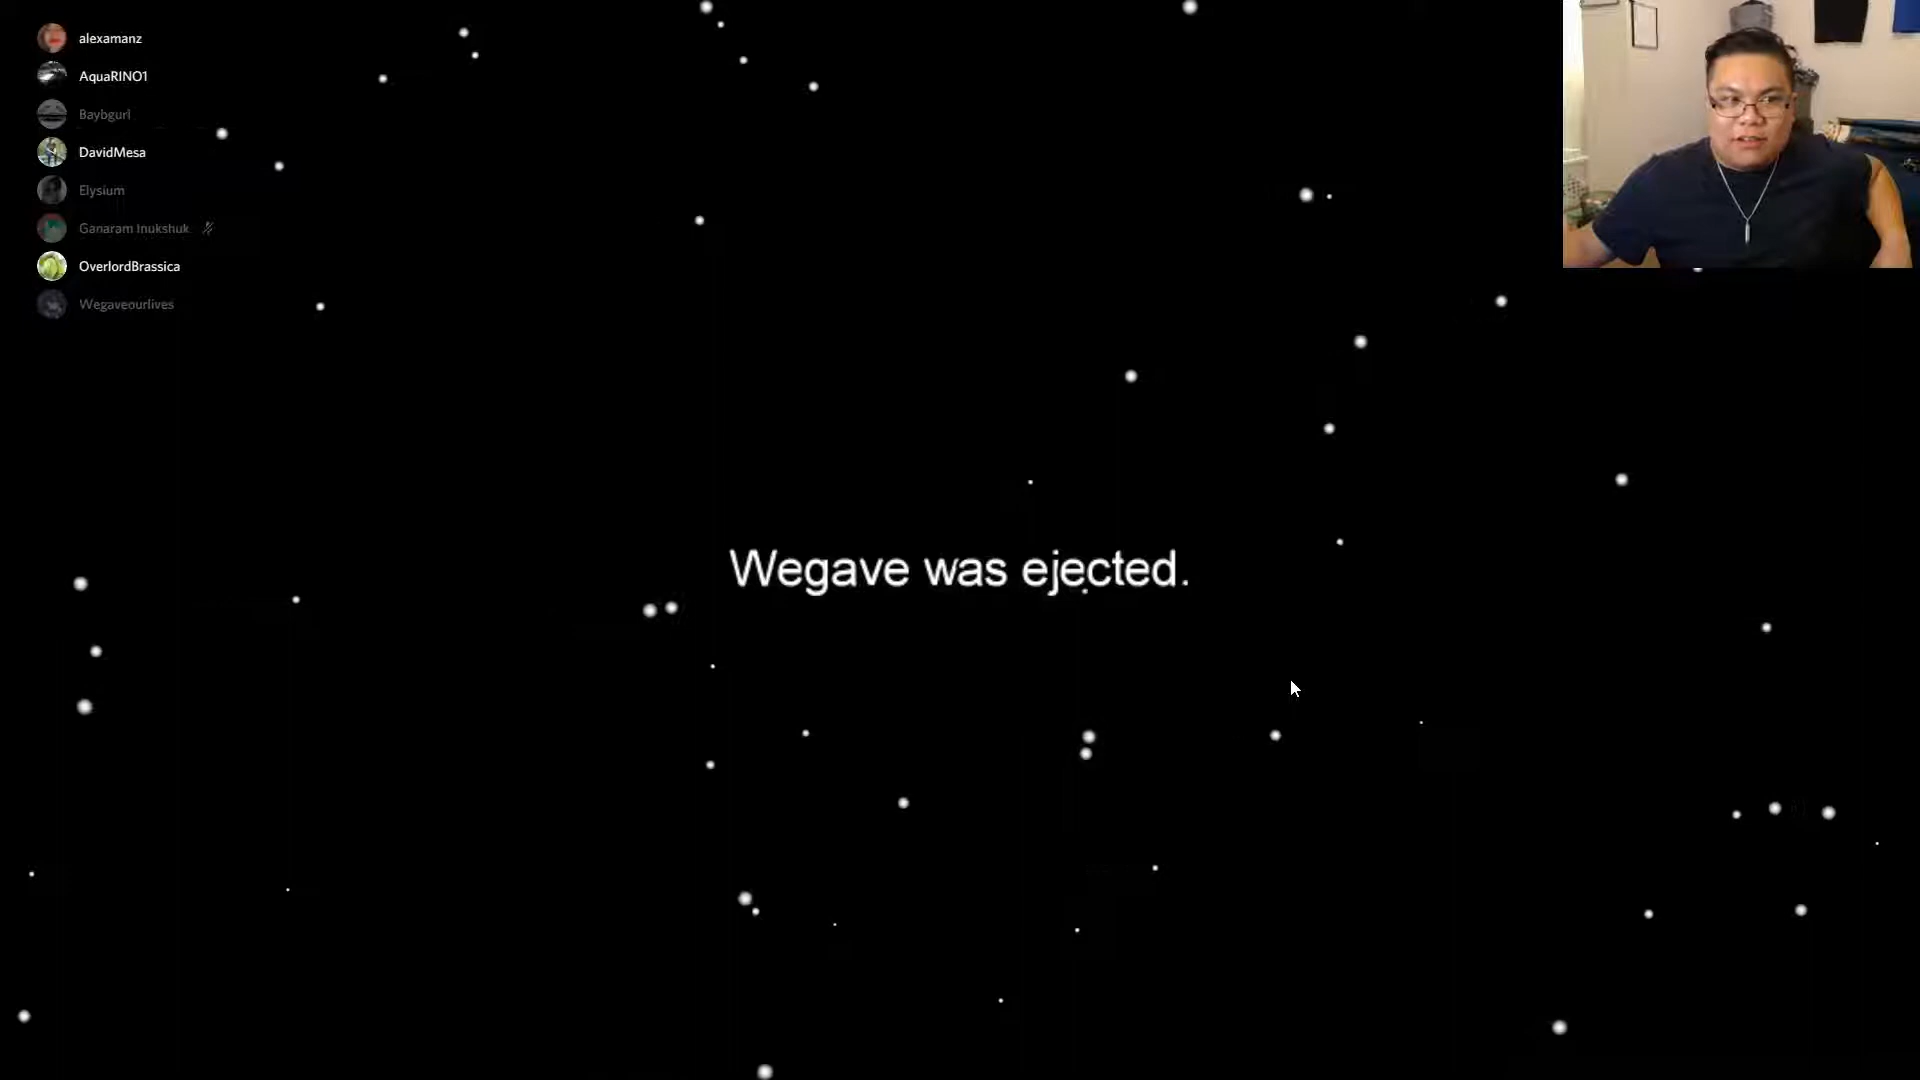 alexamanz
AquaRINO1
Baybgurl
DavidMesa
Elysium
Ganaram Inukshuk
OverlordBrassica
Wegaveourlives
Wegave was ejected.